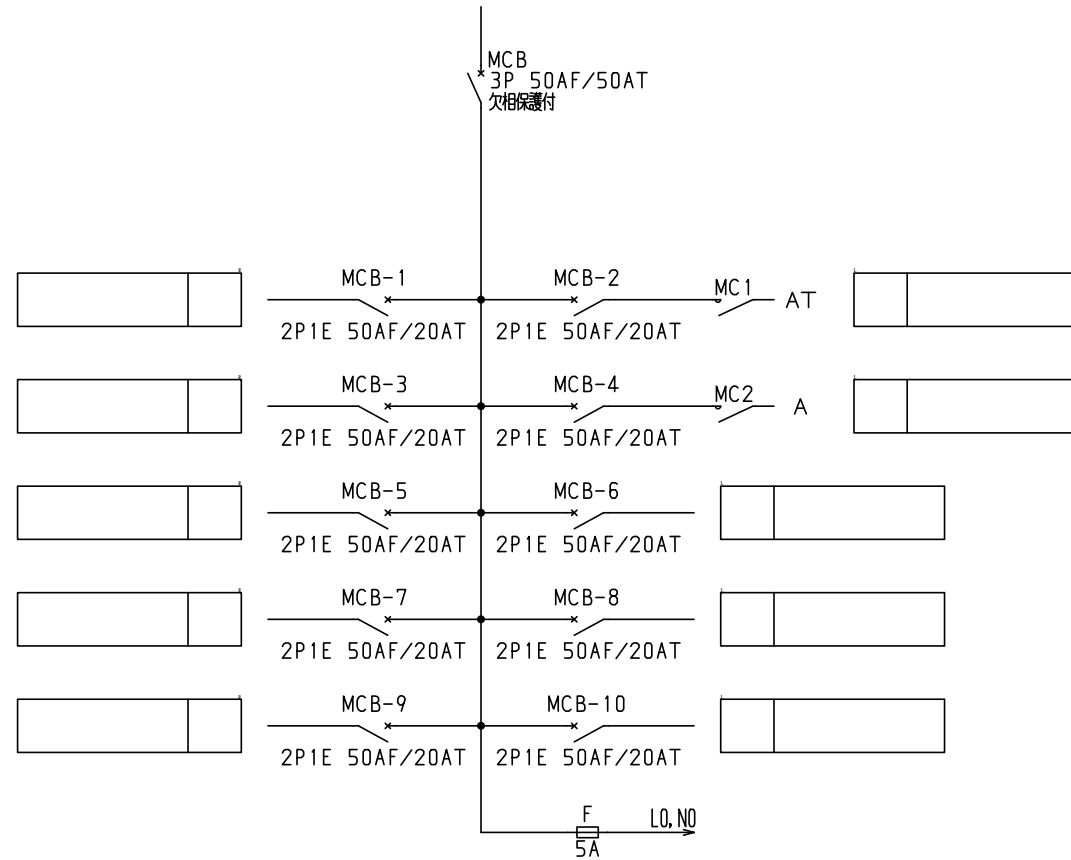 MCB
3P 50AF/50AT
欠相保護付
MCB-1
MCB-2
MC1
AT
2P1E 50AF/20AT
2P1E 50AF/20AT
MCB-3
MCB-4
MC2
A
2P1E 50AF/20AT
2P1E 50AF/20AT
MCB-5
MCB-6
2P1E 50AF/20AT
2P1E 50AF/20AT
MCB-7
MCB-8
2P1E 50AF/20AT
2P1E 50AF/20AT
MCB-9
MCB-10
2P1E 50AF/20AT
2P1E 50AF/20AT
F
L0,N0
5A